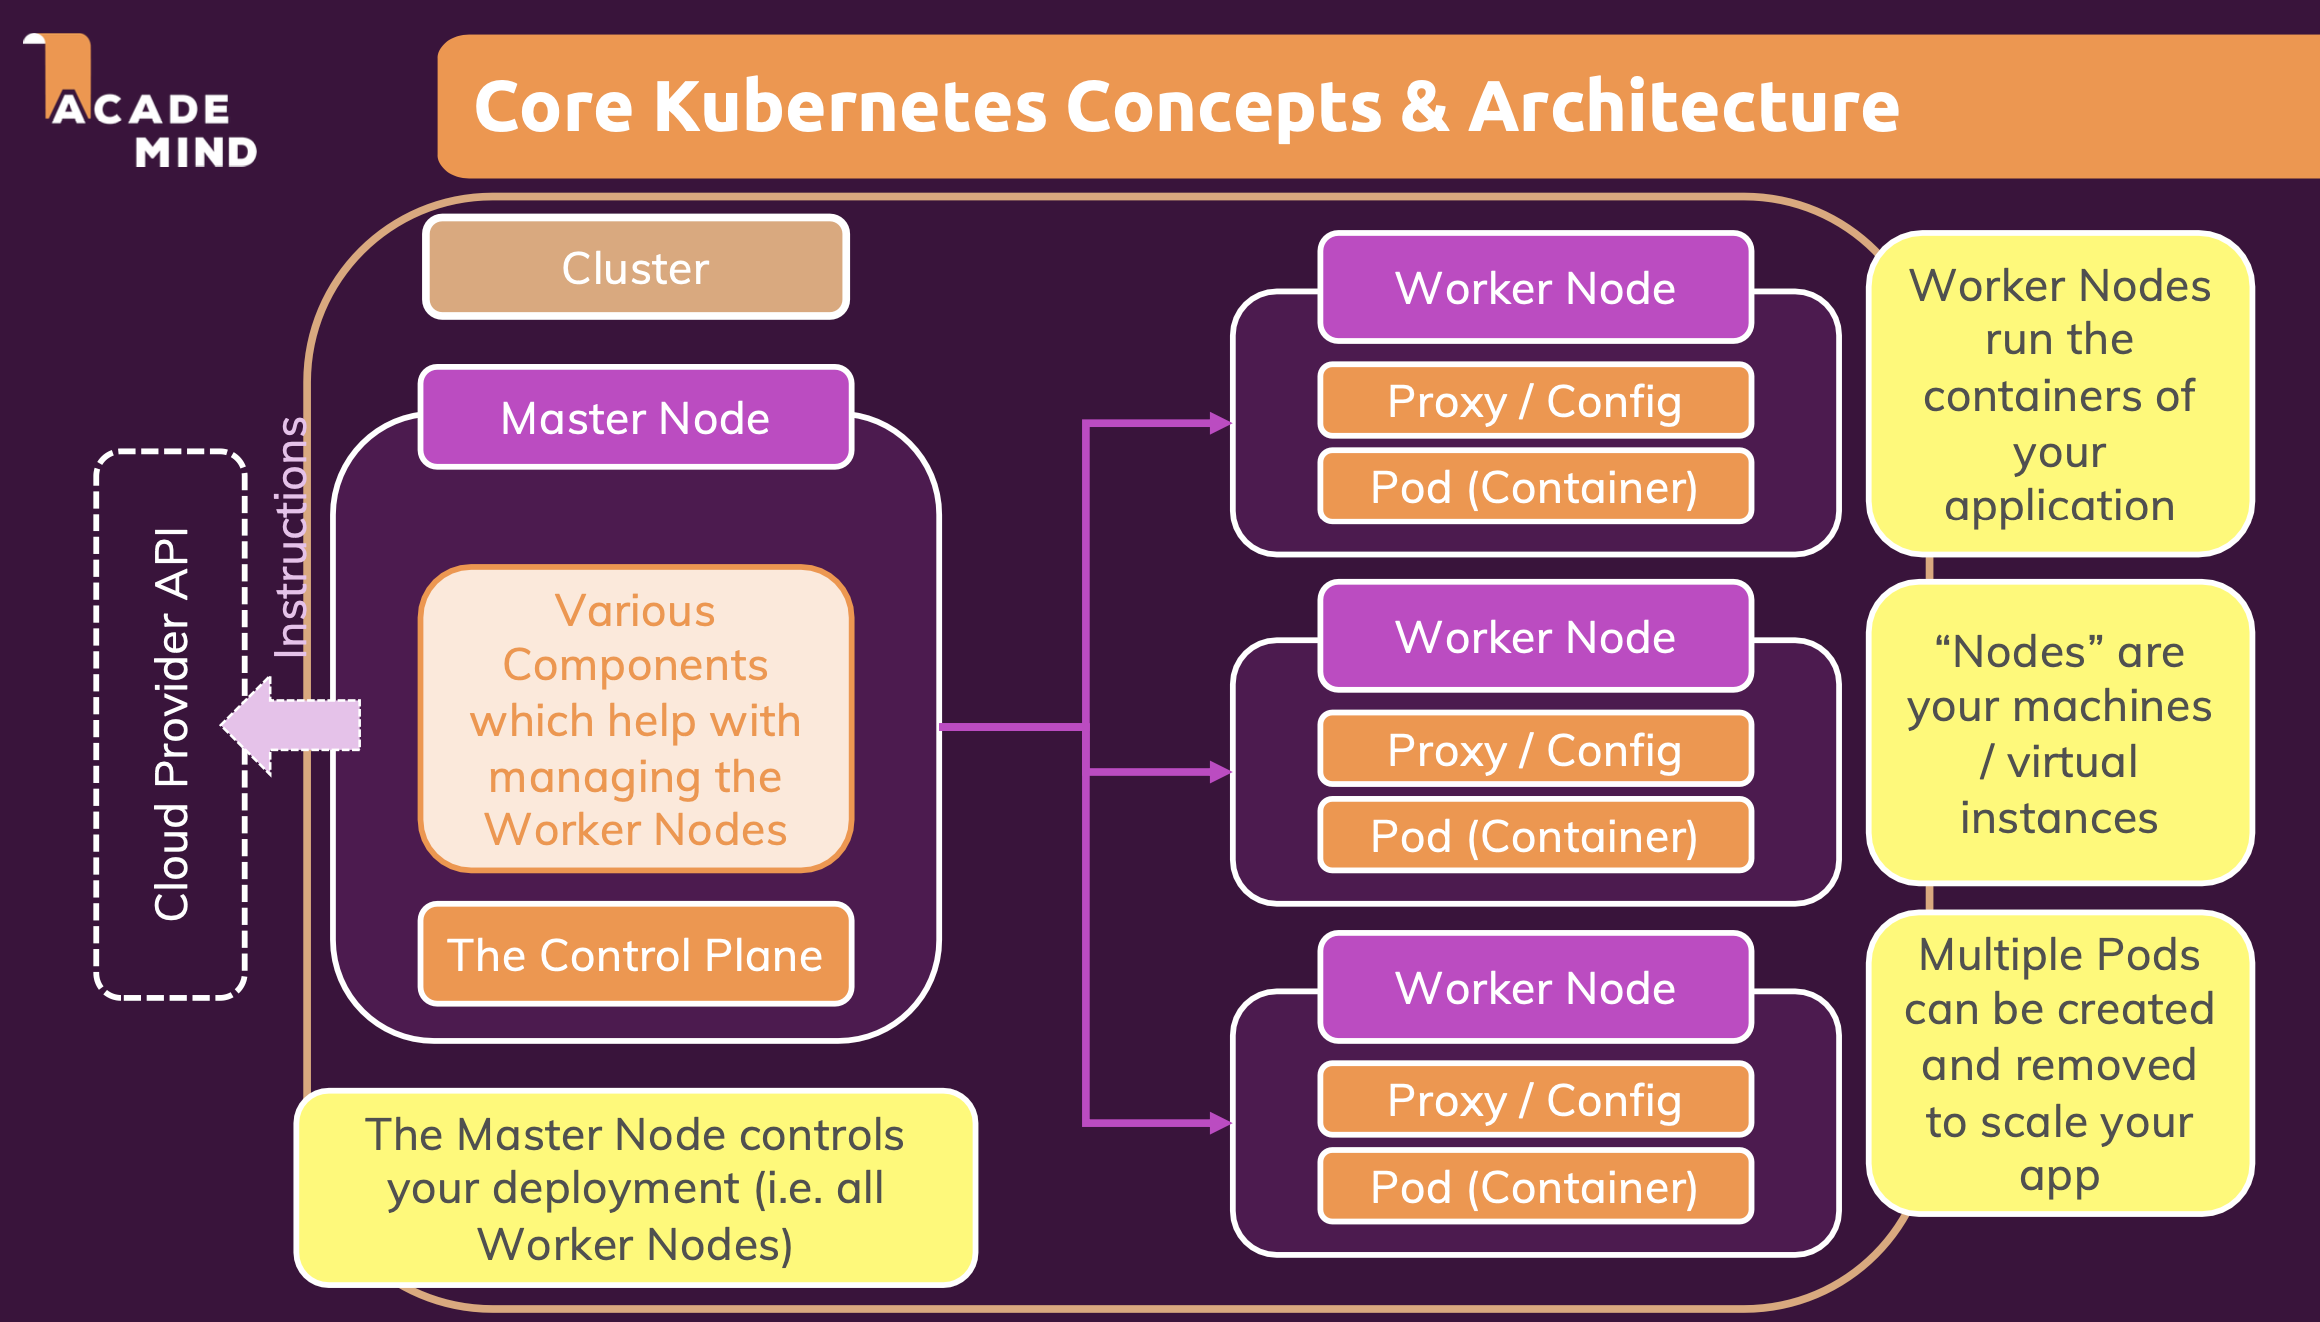 ACADE
MIND
Core Kubernetes Concepts & Architecture
Cluster
Master Node
Various
Components
which help with
managing the
Worker Nodes
The Control Plane
The Master Node controls
your deployment (i.e. all
Worker Nodes)
Instructions
Cloud Provider API
Worker Node
Proxy / Config
Pod (Container)
Worker Node
Proxy / Config
Pod (Container)
Worker Node
Proxy / Config
Pod (Container)
Worker Nodes
run the
containers of
your
application
“Nodes” are
your machines
/ virtual
instances
Multiple Pods
can be created
and removed
to scale your
app